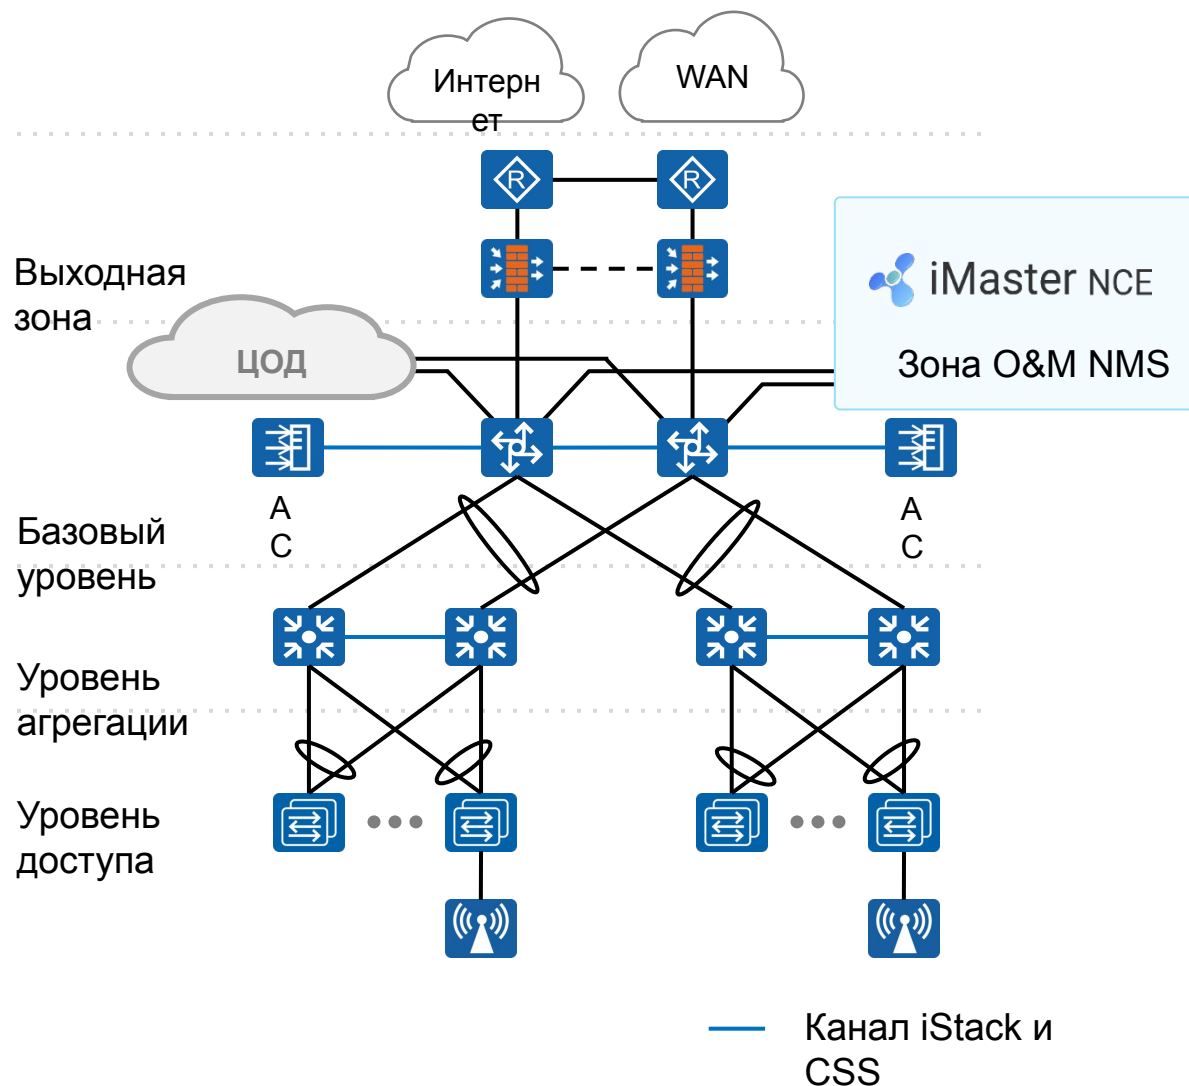 Интерн
ет
WAN
R
R
Выходная
зона
iMaster NCE
ЦОД
Зона O&M NMS
A
C
A
C
Базовый
уровень
Уровень
агрегации
Уровень
доступа
Канал iStack и
CSS